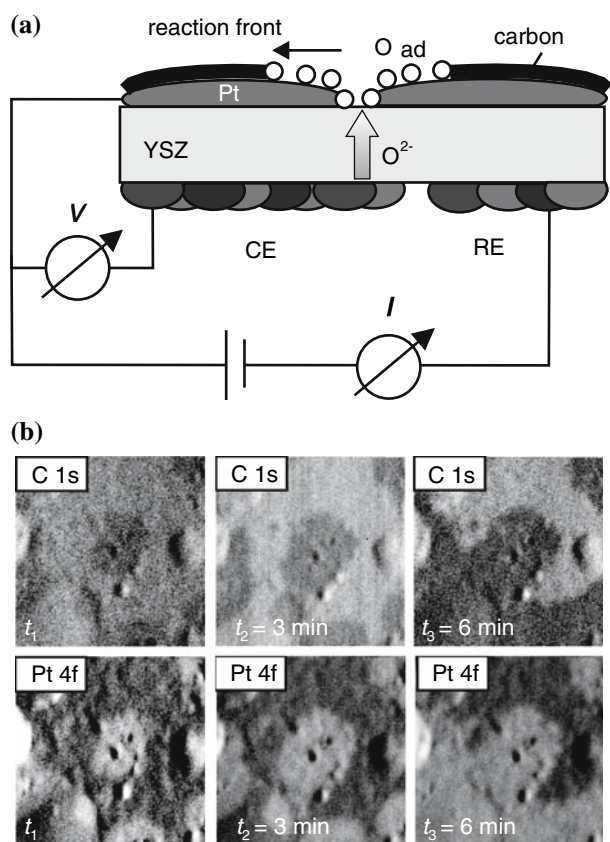 (a)
reaction front
O ad
carbon
Pt
YSZ
O²⁻
V
CE
RE
I
(b)
C 1s
C 1s
C 1s
t₁
t₂ = 3 min
t₃ = 6 min
Pt 4f
Pt 4f
Pt 4f
t₁
t₂ = 3 min
t₃ = 6 min